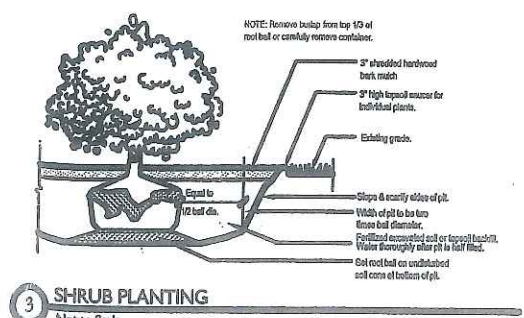 NOTE: Remove burlap from top 1/3 of
root ball or carefully remove container.
3" shredded hardwood
bark mulch
3" high topsoil saucer for
individual plants.
Existing grade.
Equal to
1/2 ball dia.
Slope & scarify sides of pit.
Width of pit to be two
times ball diameter.
Fertilized excavated soil or topsoil backfill.
Water thoroughly after pit is half filled.
Set root ball on undisturbed
soil cone at bottom of pit.
3 SHRUB PLANTING